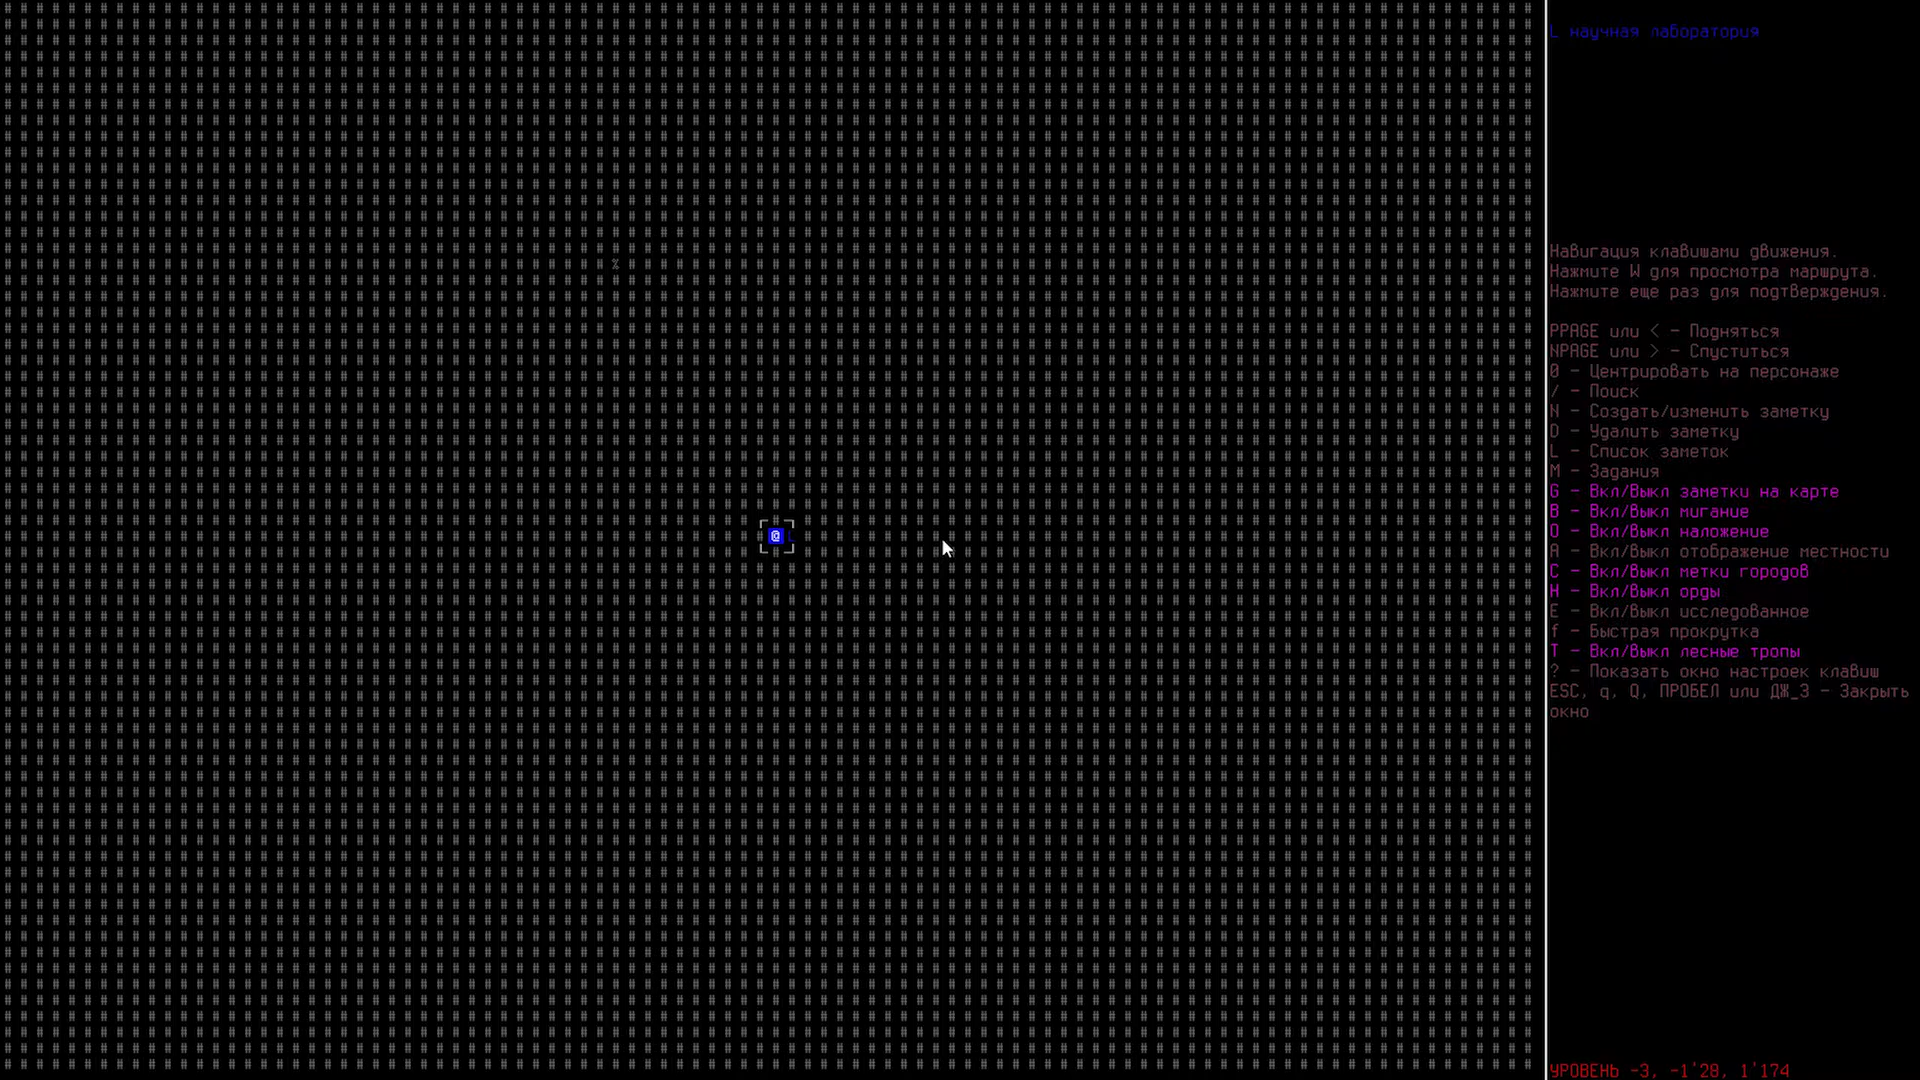 L научная лаборатория
Навигация клавишами движения.
Нажмите W для просмотра маршрута.
Нажмите еще раз для подтверждения.
PPAGE или < - Подняться
NPAGE или > - Спуститься
0 - Центрировать на персонаже
/ - Поиск
N - Создать/изменить заметку
D - Удалить заметку
L - Список заметок
M - Задания
G - Вкл/Выкл заметки на карте
B - Вкл/Выкл мигание
O - Вкл/Выкл наложение
A - Вкл/Выкл отображение местности
C - Вкл/Выкл метки городов
H - Вкл/Выкл орды
E - Вкл/Выкл исследованное
f - Быстрая прокрутка
T - Вкл/Выкл лесные тропы
? - Показать окно настроек клавиш
ESC, q, Q, ПРОБЕЛ или ДЖ_3 - Закрыть
окно
%
@ L
УРОВЕНЬ -3, -1'28, 1'174